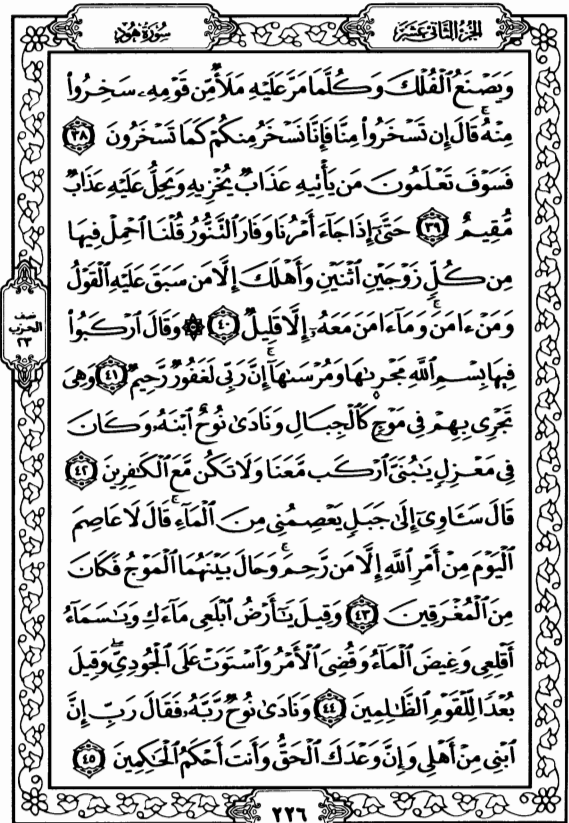 الجزء الثاني عشر
سورة هود
وَيَصْنَعُ ٱلْفُلْكَ وَكُلَّمَا مَرَّ عَلَيْهِ مَلَأٌ مِّن قَوْمِهِۦ سَخِرُوا۟
مِنْهُ ۚ قَالَ إِن تَسْخَرُوا۟ مِنَّا فَإِنَّا نَسْخَرُ مِنكُمْ كَمَا تَسْخَرُونَ ٣٨
فَسَوْفَ تَعْلَمُونَ مَن يَأْتِيهِ عَذَابٌ يُخْزِيهِ وَيَحِلُّ عَلَيْهِ عَذَابٌ
مُّقِيمٌ ٣٩ حَتَّىٰٓ إِذَا جَآءَ أَمْرُنَا وَفَارَ ٱلتَّنُّورُ قُلْنَا ٱحْمِلْ فِيهَا
مِن كُلٍّ زَوْجَيْنِ ٱثْنَيْنِ وَأَهْلَكَ إِلَّا مَن سَبَقَ عَلَيْهِ ٱلْقَوْلُ
وَمَنْ ءَامَنَ ۚ وَمَآ ءَامَنَ مَعَهُۥٓ إِلَّا قَلِيلٌ ٤٠ ۞ وَقَالَ ٱرْكَبُوا۟
فِيهَا بِسْمِ ٱللَّهِ مَجْر۪ىٰهَا وَمُرْسَىٰهَآ ۚ إِنَّ رَبِّى لَغَفُورٌ رَّحِيمٌ ٤١ وَهِىَ
تَجْرِى بِهِمْ فِى مَوْجٍ كَٱلْجِبَالِ وَنَادَىٰ نُوحٌ ٱبْنَهُۥ وَكَانَ
فِى مَعْزِلٍ يَٰبُنَىَّ ٱرْكَب مَّعَنَا وَلَا تَكُن مَّعَ ٱلْكَٰفِرِينَ ٤٢
قَالَ سَـَٔاوِىٓ إِلَىٰ جَبَلٍ يَعْصِمُنِى مِنَ ٱلْمَآءِ ۚ قَالَ لَا عَاصِمَ
ٱلْيَوْمَ مِنْ أَمْرِ ٱللَّهِ إِلَّا مَن رَّحِمَ ۚ وَحَالَ بَيْنَهُمَا ٱلْمَوْجُ فَكَانَ
مِنَ ٱلْمُغْرَقِينَ ٤٣ وَقِيلَ يَٰٓأَرْضُ ٱبْلَعِى مَآءَكِ وَيَٰسَمَآءُ
أَقْلِعِى وَغِيضَ ٱلْمَآءُ وَقُضِىَ ٱلْأَمْرُ وَٱسْتَوَتْ عَلَى ٱلْجُودِىِّ ۖ وَقِيلَ
بُعْدًا لِّلْقَوْمِ ٱلظَّٰلِمِينَ ٤٤ وَنَادَىٰ نُوحٌ رَّبَّهُۥ فَقَالَ رَبِّ إِنَّ
ٱبْنِى مِنْ أَهْلِى وَإِنَّ وَعْدَكَ ٱلْحَقُّ وَأَنتَ أَحْكَمُ ٱلْحَٰكِمِينَ ٤٥
نصف
الحزب
٢٣
٢٢٦